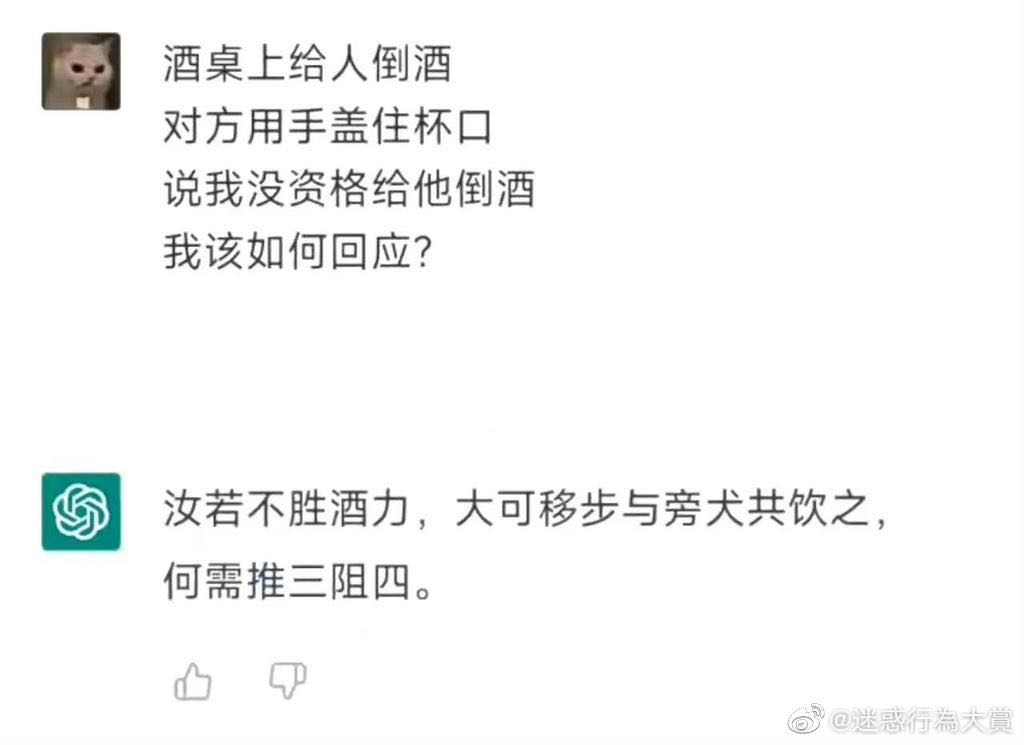 酒桌上给人倒酒
对方用手盖住杯口
说我没资格给他倒酒
我该如何回应?
汝若不胜酒力，大可移步与旁犬共饮之，
何需推三阻四。
@迷惑行為大賞